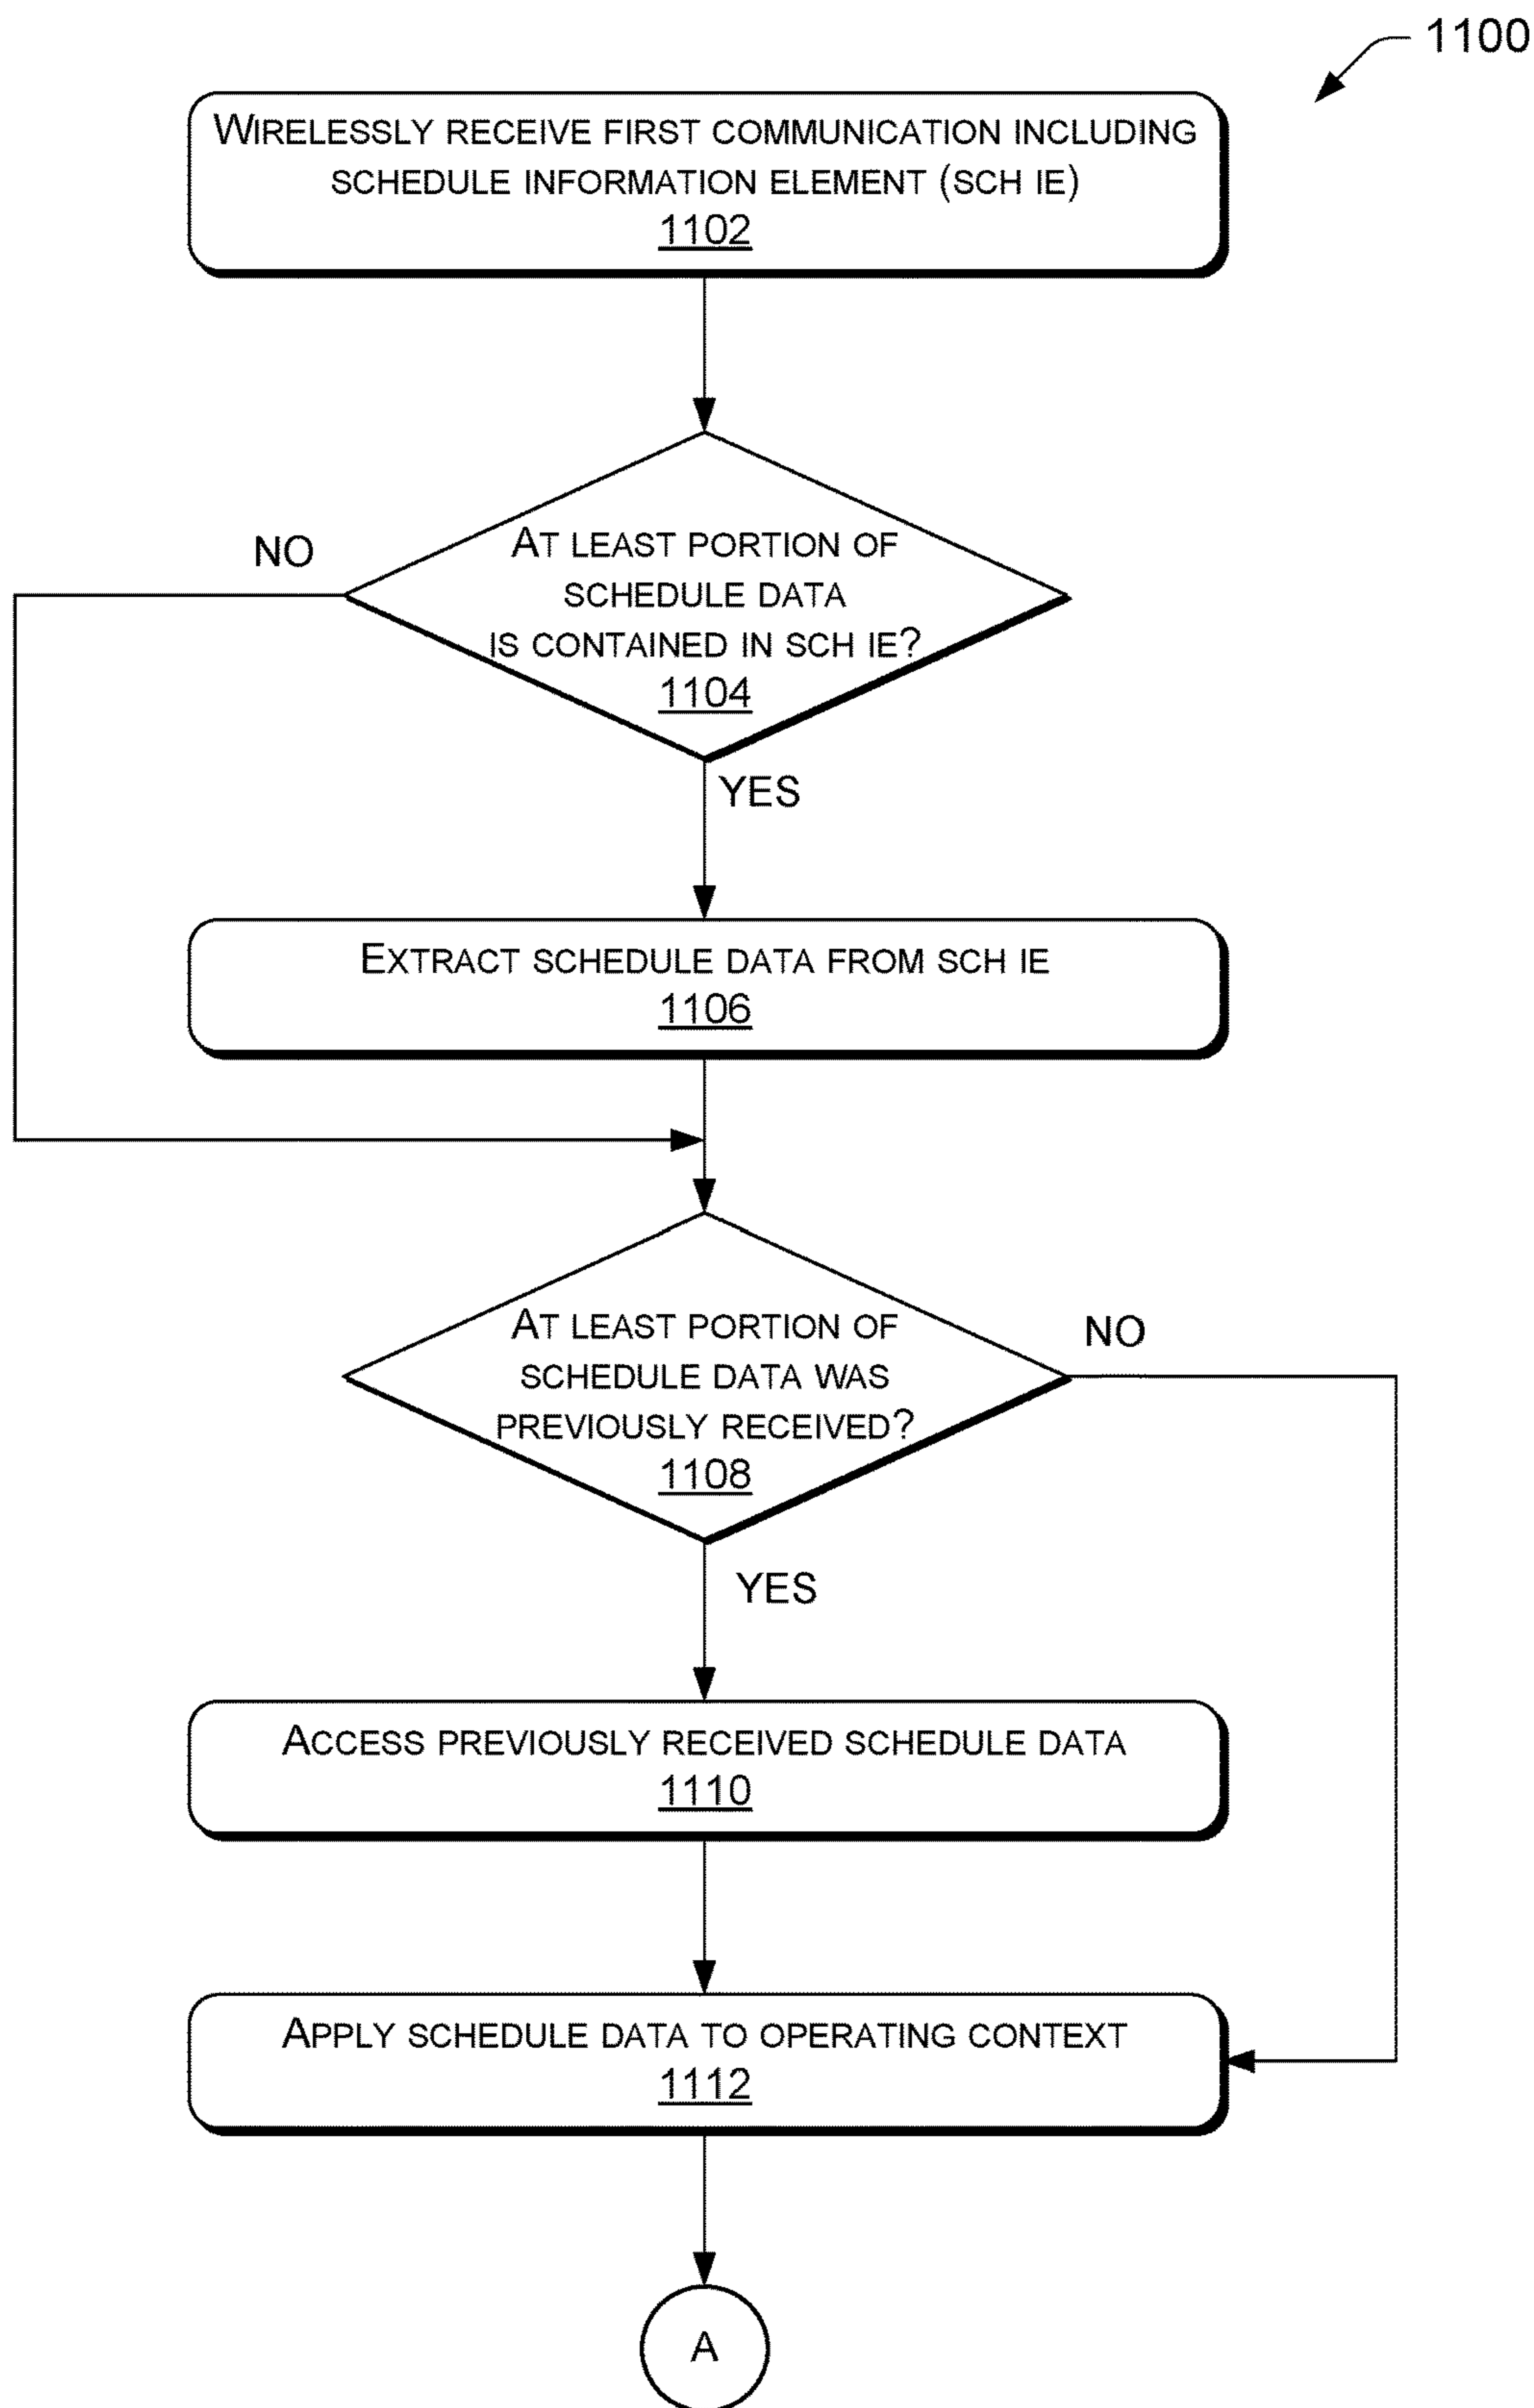 1100
WIRELESSLY RECEIVE FIRST COMMUNICATION INCLUDING
SCHEDULE INFORMATION ELEMENT (SCH IE)
1102
NO
AT LEAST PORTION OF
SCHEDULE DATA
IS CONTAINED IN SCH IE?
1104
YES
EXTRACT SCHEDULE DATA FROM SCH IE
1106
AT LEAST PORTION OF
SCHEDULE DATA WAS
PREVIOUSLY RECEIVED?
1108
NO
YES
ACCESS PREVIOUSLY RECEIVED SCHEDULE DATA
1110
APPLY SCHEDULE DATA TO OPERATING CONTEXT
1112
A